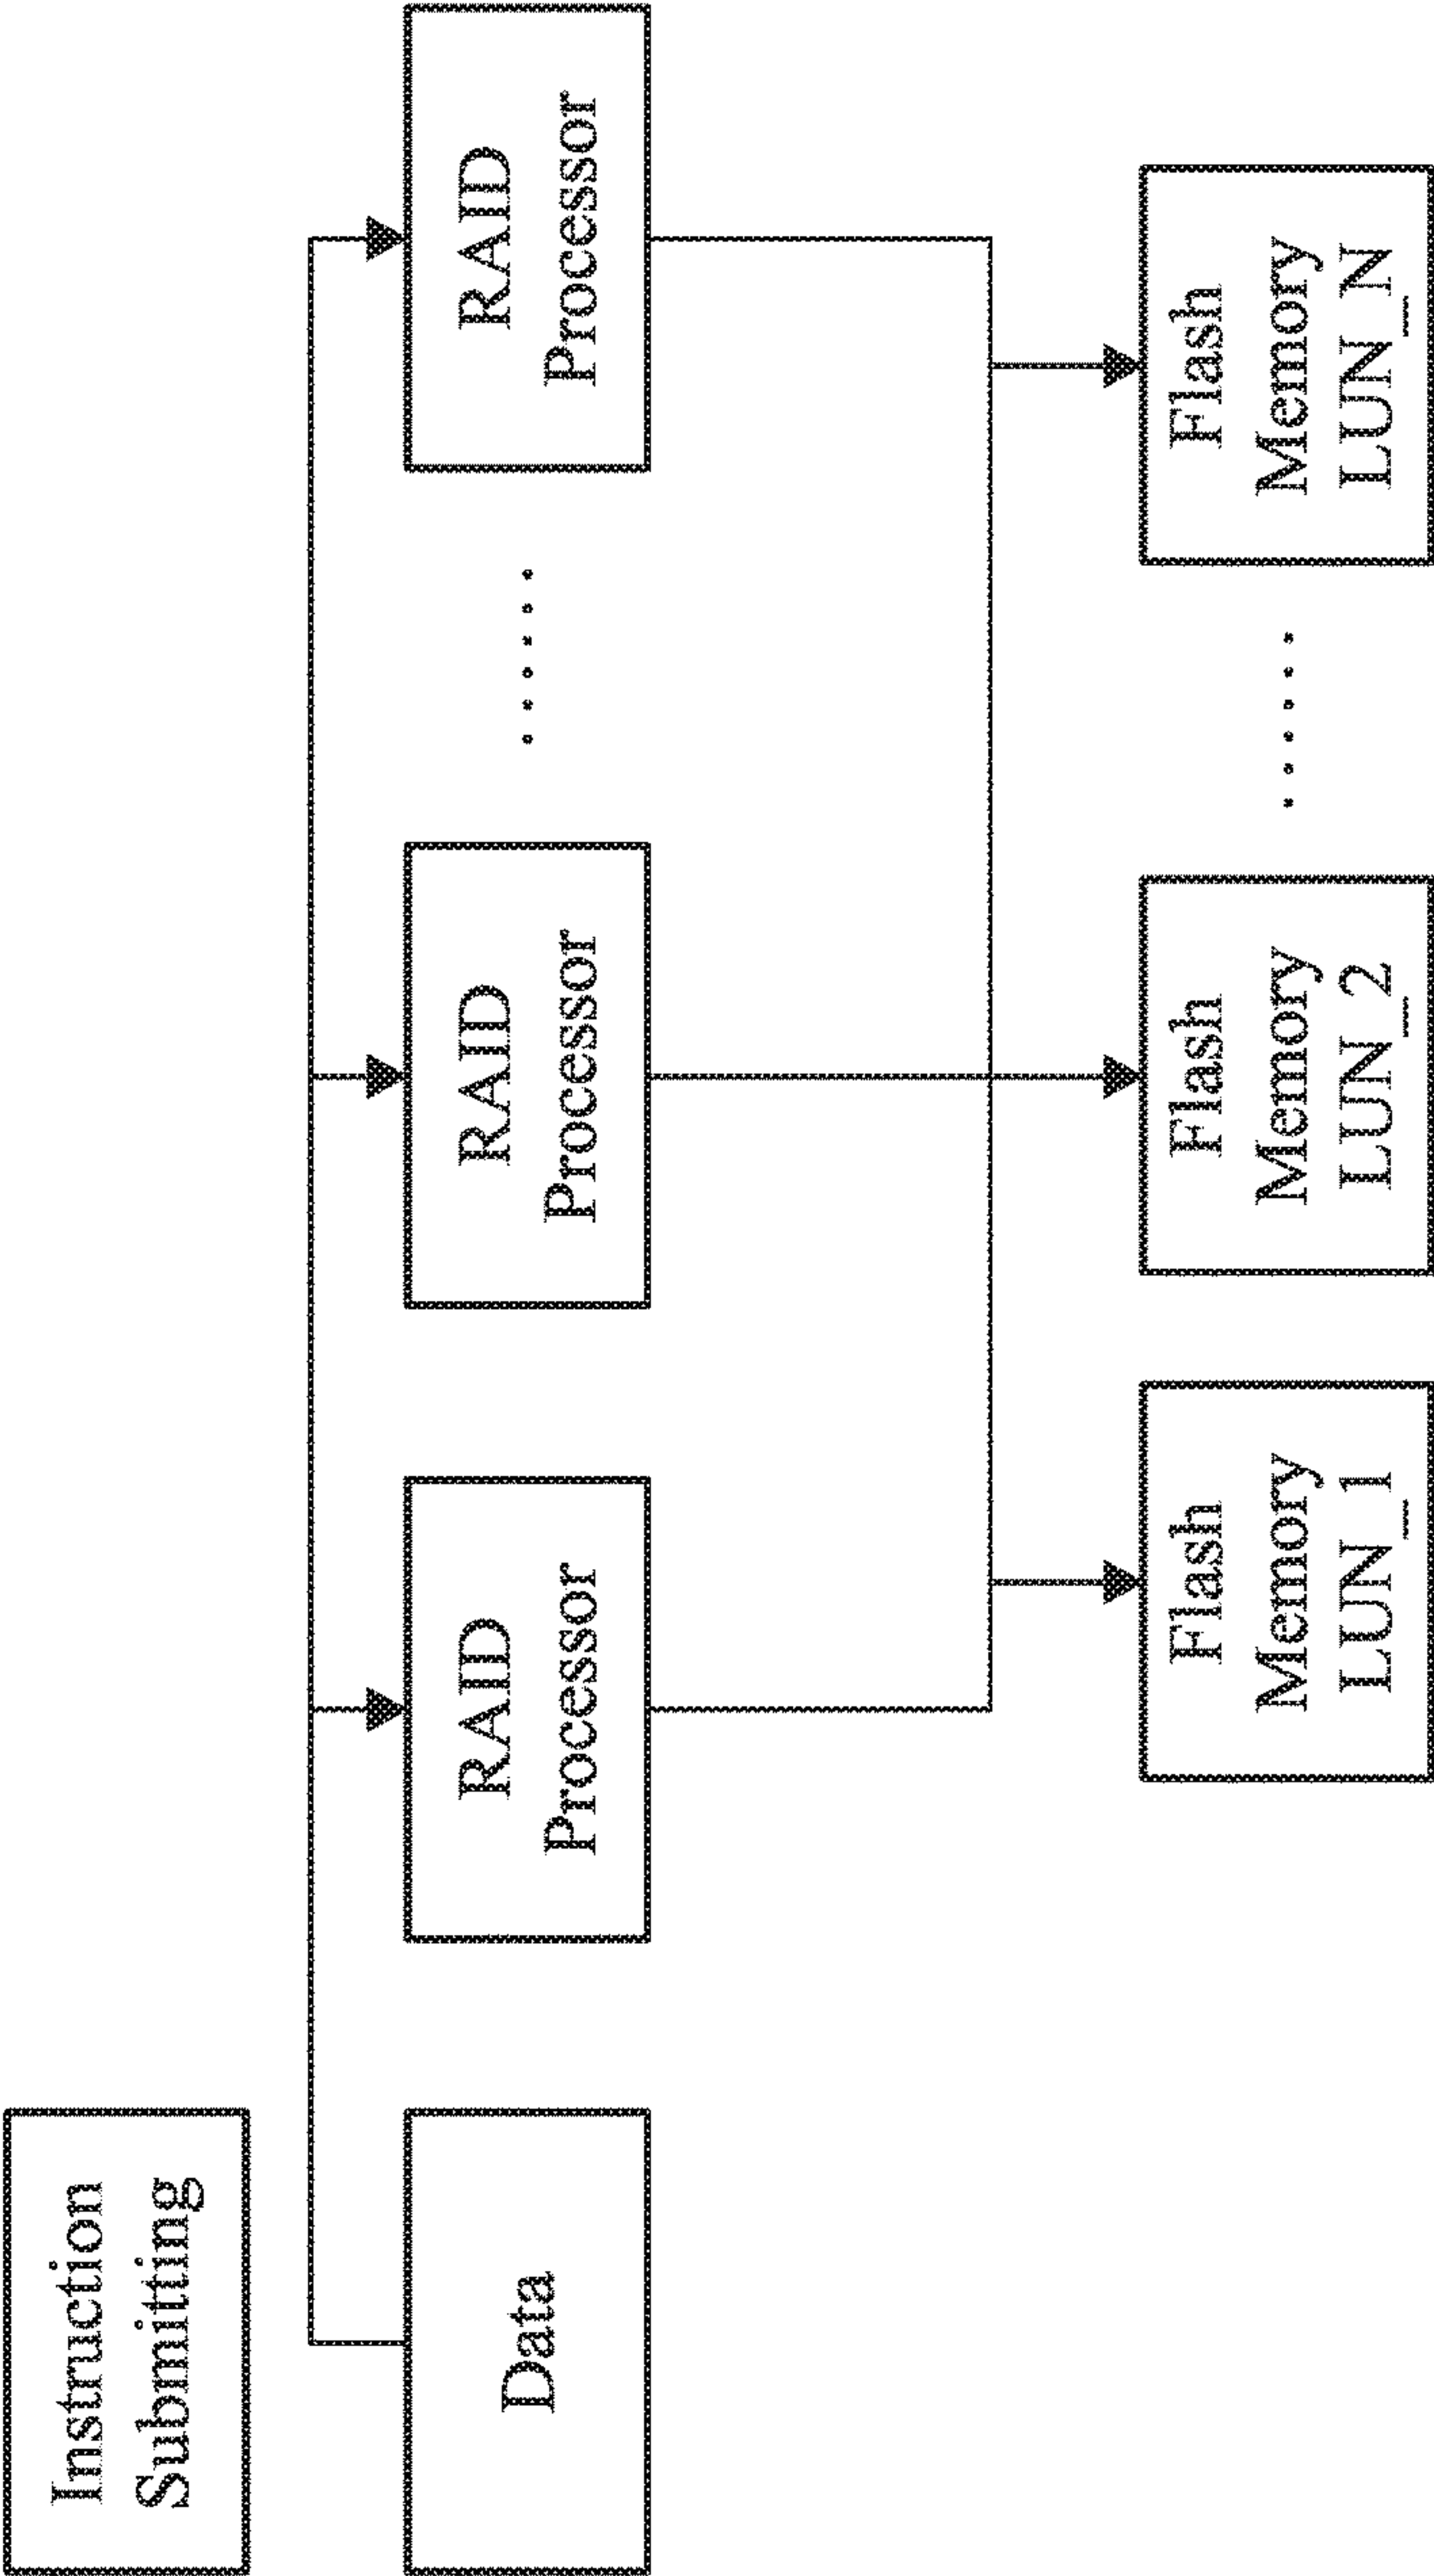 Instruction
Submitting
Data
RAID
Processor
RAID
Processor
RAID
Processor
Flash
Memory
LUN_1
Flash
Memory
LUN_2
Flash
Memory
LUN_N